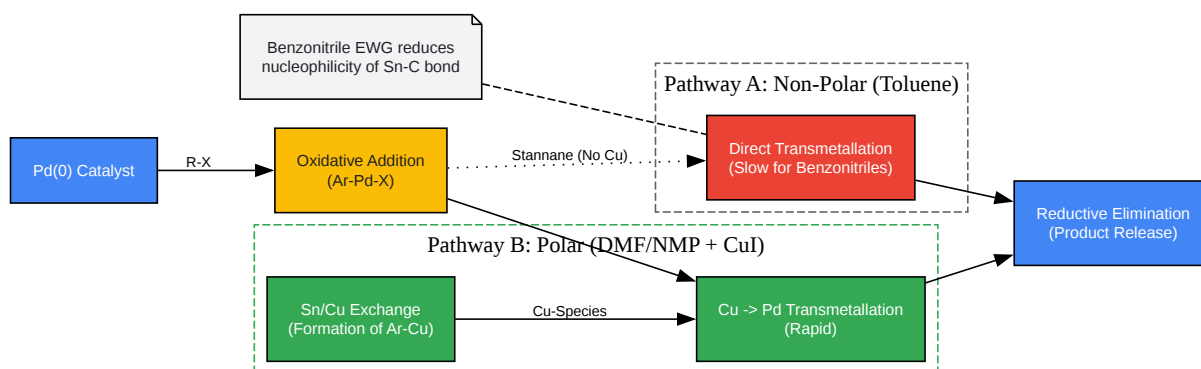 Benzonitrile EWG reduces
nucleophilicity of Sn-C bond
Pathway A: Non-Polar (Toluene)
Pd(0) Catalyst
R-X
Oxidative Addition
(Ar-Pd-X)
Stannane (No Cu)
Direct Transmetallation
(Slow for Benzonitriles)
Reductive Elimination
(Product Release)
Pathway B: Polar (DMF/NMP + CuI)
Sn/Cu Exchange
(Formation of Ar-Cu)
Cu-Species
Cu -> Pd Transmetallation
(Rapid)